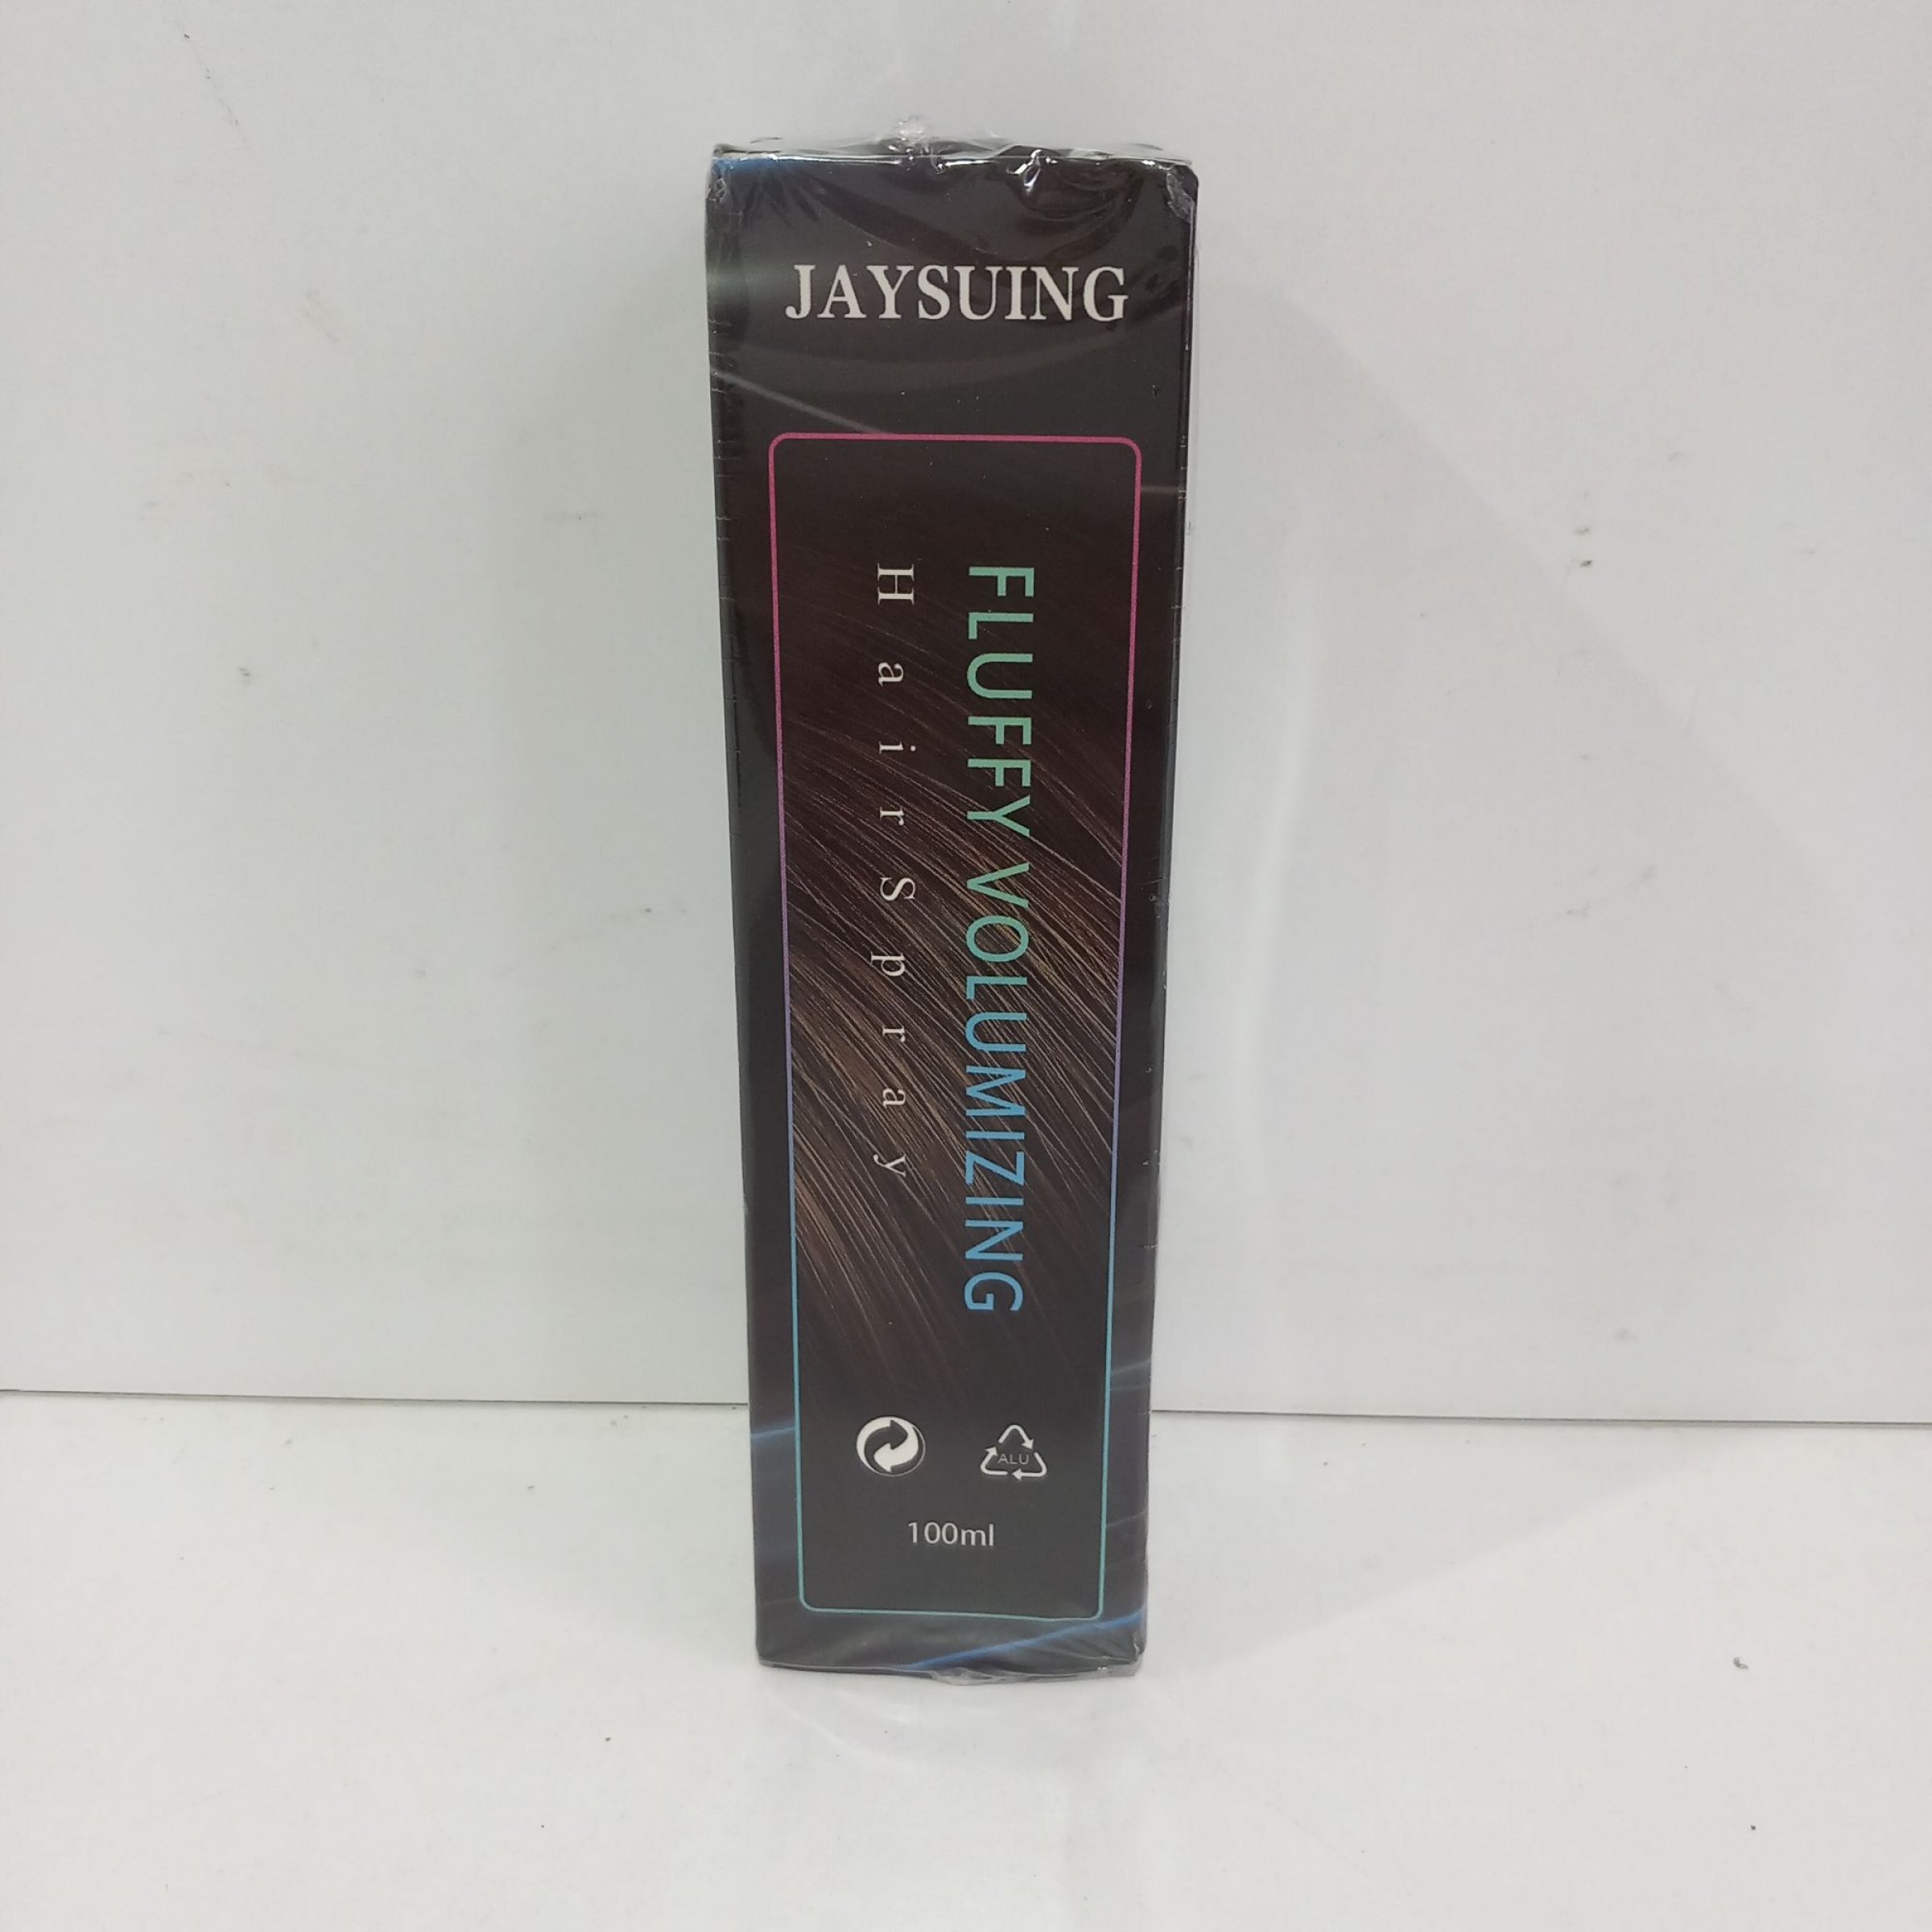 JAYSUING
FLUFFY VOLUMIZING
Hair Spray
ALU
100ml